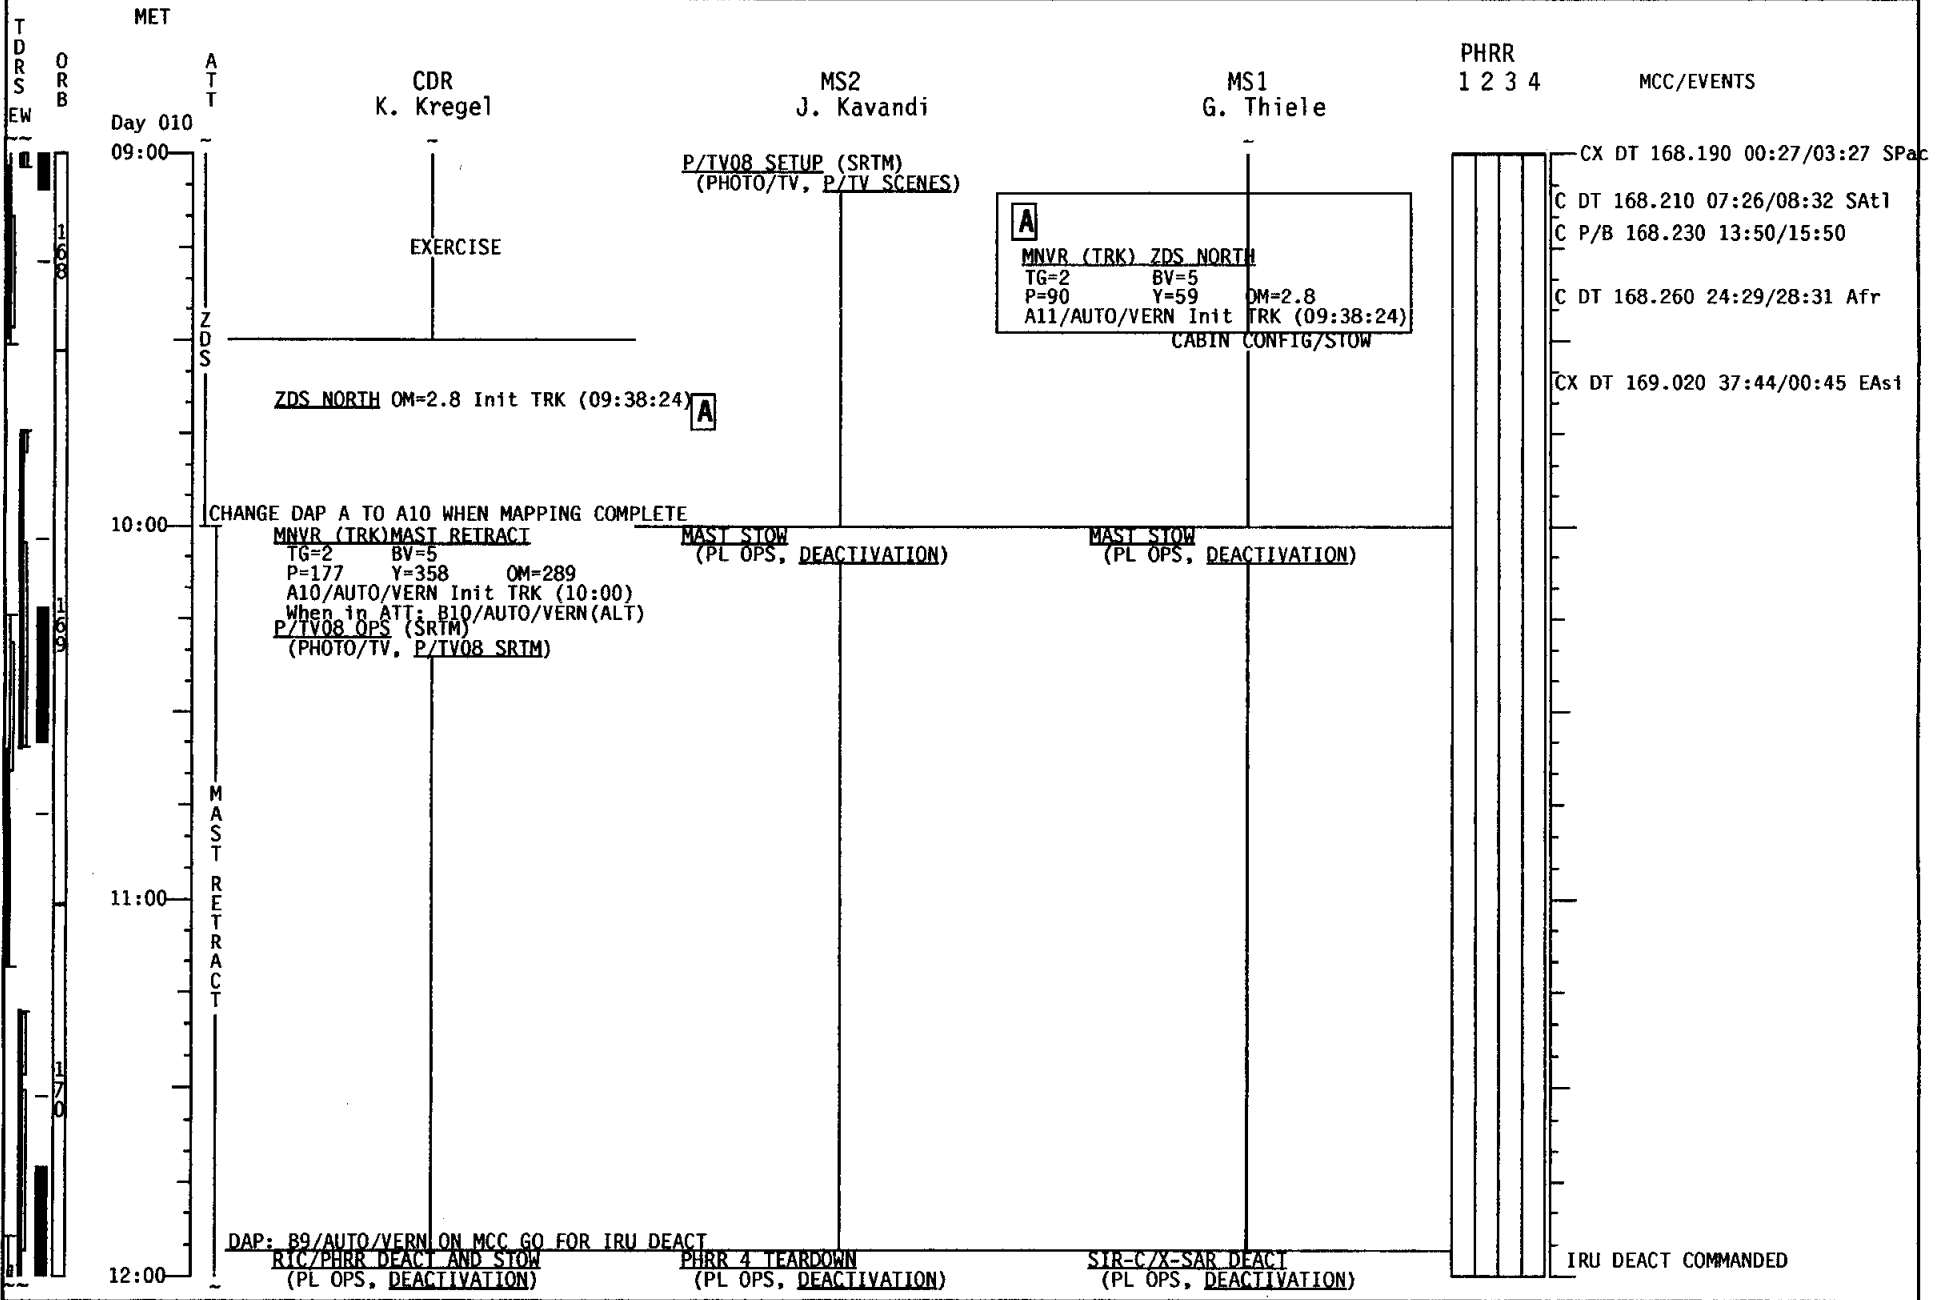 MET
TDRS
EW
ORB
ATT
CDR
K. Kregel
MS2
J. Kavandi
MS1
G. Thiele
PHRR
1 2 3 4
MCC/EVENTS
Day 010
09:00
10:00
11:00
12:00
168
169
170
ZDS
MAST RETRACT
EXERCISE
ZDS NORTH OM=2.8 Init TRK (09:38:24)
A
CHANGE DAP A TO A10 WHEN MAPPING COMPLETE
MNVR (TRK)MAST RETRACT
TG=2 BV=5
P=177 Y=358 OM=289
A10/AUTO/VERN Init TRK (10:00)
When in ATT: B10/AUTO/VERN(ALT)
P/TV08 OPS (SRTM)
(PHOTO/TV, P/TV08 SRTM)
DAP: B9/AUTO/VERN ON MCC GO FOR IRU DEACT
RIC/PHRR DEACT AND STOW
(PL OPS, DEACTIVATION)
P/TV08 SETUP (SRTM)
(PHOTO/TV, P/TV SCENES)
MAST STOW
(PL OPS, DEACTIVATION)
PHRR 4 TEARDOWN
(PL OPS, DEACTIVATION)
A
MNVR (TRK) ZDS NORTH
TG=2 BV=5
P=90 Y=59 OM=2.8
A11/AUTO/VERN Init TRK (09:38:24)
CABIN CONFIG/STOW
MAST STOW
(PL OPS, DEACTIVATION)
SIR-C/X-SAR DEACT
(PL OPS, DEACTIVATION)
CX DT 168.190 00:27/03:27 SPac
C DT 168.210 07:26/08:32 SAtl
C P/B 168.230 13:50/15:50
C DT 168.260 24:29/28:31 Afr
CX DT 169.020 37:44/00:45 EAsi
IRU DEACT COMMANDED